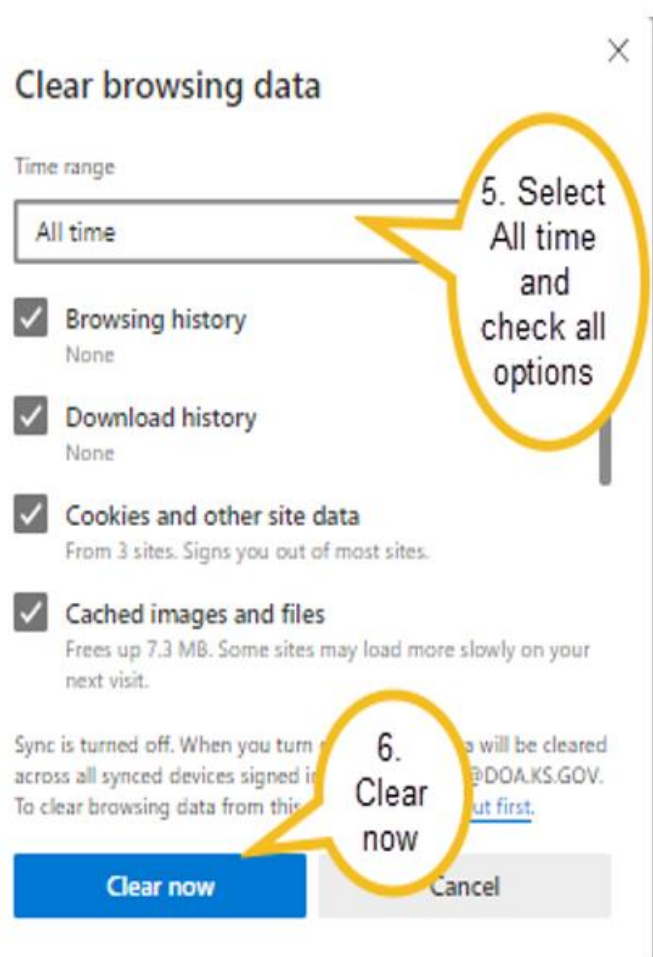 Clear browsing data
Time range
All time
5. Select
All time
and
check all
options
Browsing history
None
Download history
None
Cookies and other site data
From 3 sites. Signs you out of most sites.
Cached images and files
Frees up 7.3 MB. Some sites may load more slowly on your
next visit.
Sync is turned off. When you turn a will be cleared
across all synced devices signed i @DOA.KS.GOV.
To clear browsing data from this ut first.
6.
Clear
now
Clear now
Cancel